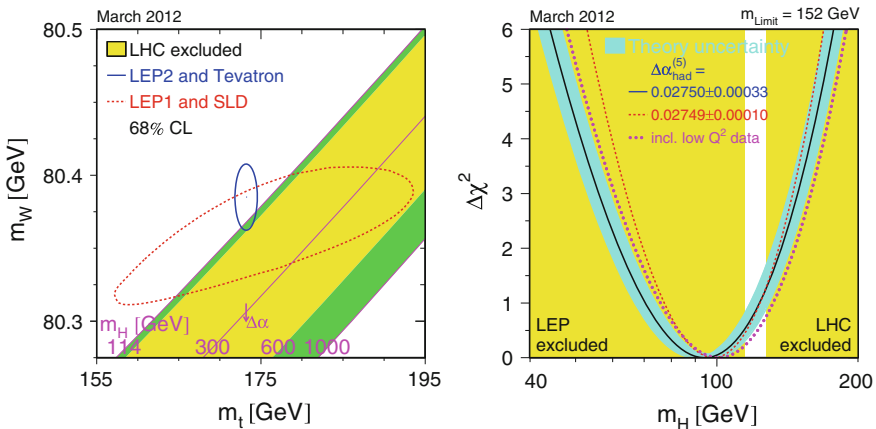 March 2012
80.5
80.4
80.3
m_W [GeV]
LHC excluded
LEP2 and Tevatron
LEP1 and SLD
68% CL
Δα
m_H [GeV]
114 300 600 1000
155 175 195
m_t [GeV]
March 2012 m_Limit = 152 GeV
6
5
4
3
2
1
0
Δχ²
Theory uncertainty
Δα_had^(5) =
0.02750±0.00033
0.02749±0.00010
incl. low Q² data
LEP excluded
LHC excluded
40 100 200
m_H [GeV]